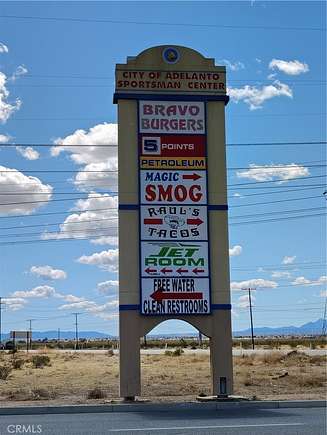 CITY OF ADELANTO
SPORTSMAN CENTER
BRAVO
BURGERS
5 POINTS
PETROLEUM
MAGIC
SMOG
RAUL'S
TACOS
JET
ROOM
FREE WATER
CLEAN RESTROOMS
CRMLS